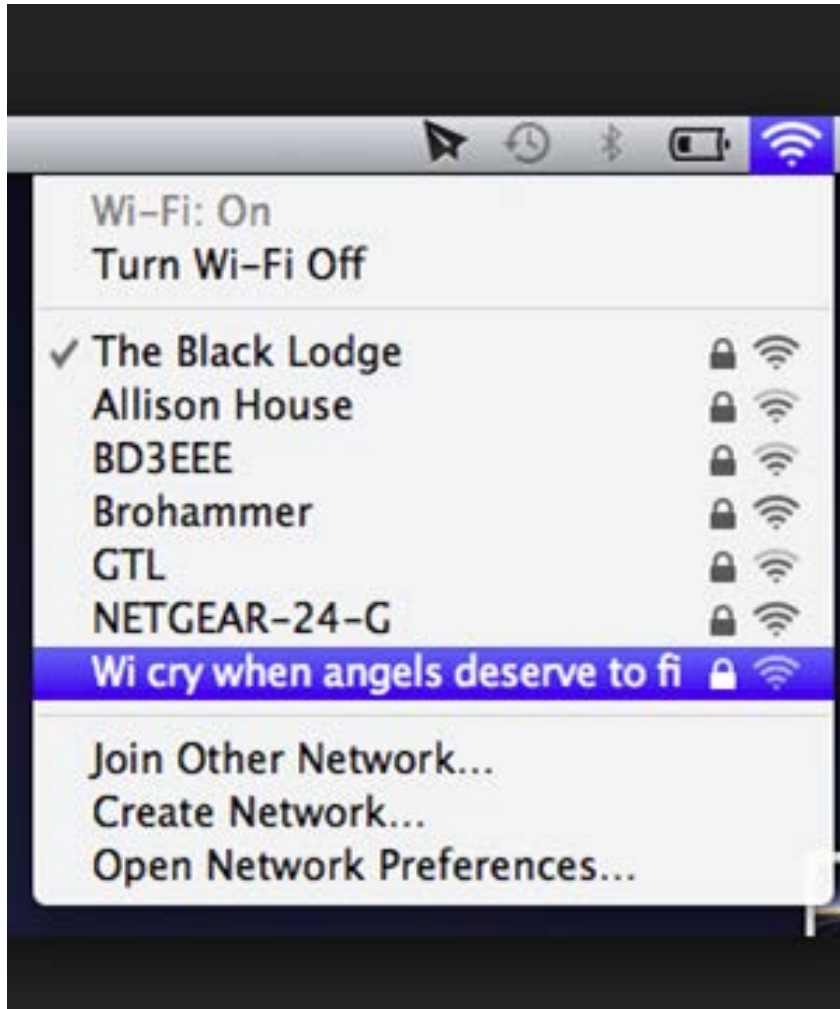 Wi-Fi: On
Turn Wi-Fi Off
The Black Lodge
Allison House
BD3EEE
Brohammer
GTL
NETGEAR-24-G
Wi cry when angels deserve to fi
Join Other Network...
Create Network...
Open Network Preferences...